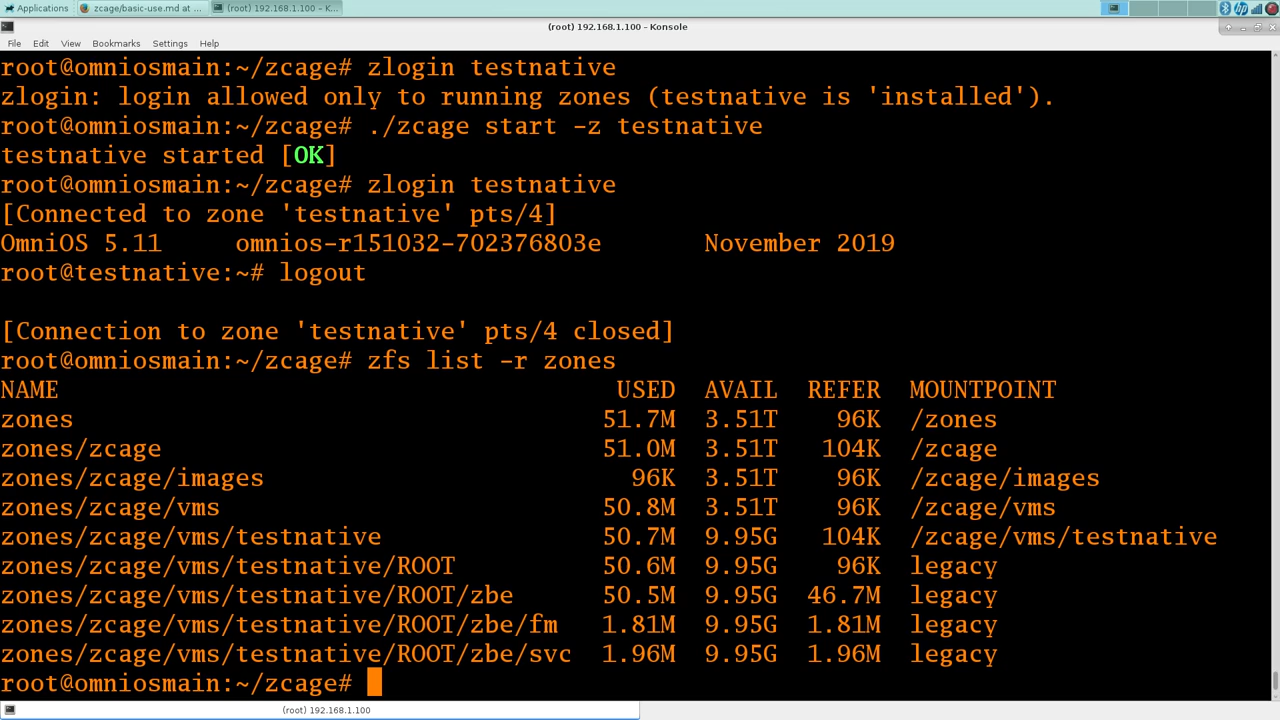 Applications zcage/basic-use.md at ... (root) 192.168.1.100 – K...
(root) 192.168.1.100 – Konsole
File Edit View Bookmarks Settings Help
root@omniosmain:~/zcage# zlogin testnative
zlogin: login allowed only to running zones (testnative is 'installed').
root@omniosmain:~/zcage# ./zcage start -z testnative
testnative started [OK]
root@omniosmain:~/zcage# zlogin testnative
[Connected to zone 'testnative' pts/4]
OmniOS 5.11 omnios-r151032-702376803e November 2019
root@testnative:~# logout
[Connection to zone 'testnative' pts/4 closed]
root@omniosmain:~/zcage# zfs list -r zones
NAME USED AVAIL REFER MOUNTPOINT
zones 51.7M 3.51T 96K /zones
zones/zcage 51.0M 3.51T 104K /zcage
zones/zcage/images 96K 3.51T 96K /zcage/images
zones/zcage/vms 50.8M 3.51T 96K /zcage/vms
zones/zcage/vms/testnative 50.7M 9.95G 104K /zcage/vms/testnative
zones/zcage/vms/testnative/ROOT 50.6M 9.95G 96K legacy
zones/zcage/vms/testnative/ROOT/zbe 50.5M 9.95G 46.7M legacy
zones/zcage/vms/testnative/ROOT/zbe/fm 1.81M 9.95G 1.81M legacy
zones/zcage/vms/testnative/ROOT/zbe/svc 1.96M 9.95G 1.96M legacy
root@omniosmain:~/zcage#
(root) 192.168.1.100